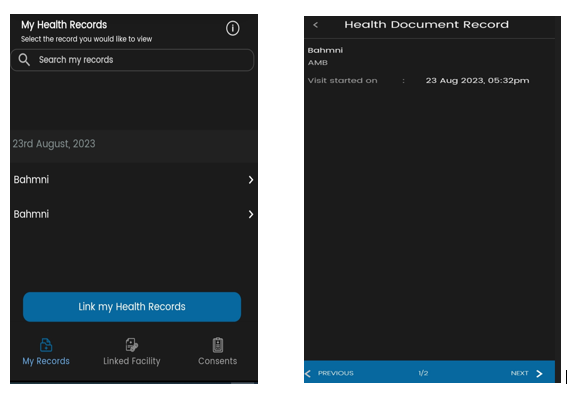 My Health Records
Select the record you would like to view
Search my records
23rd August, 2023
Bahmni
Bahmni
Link my Health Records
My Records
Linked Facility
Consents
Health Document Record
Bahmni
AMB
Visit started on : 23 Aug 2023, 05:32pm
PREVIOUS 1/2 NEXT